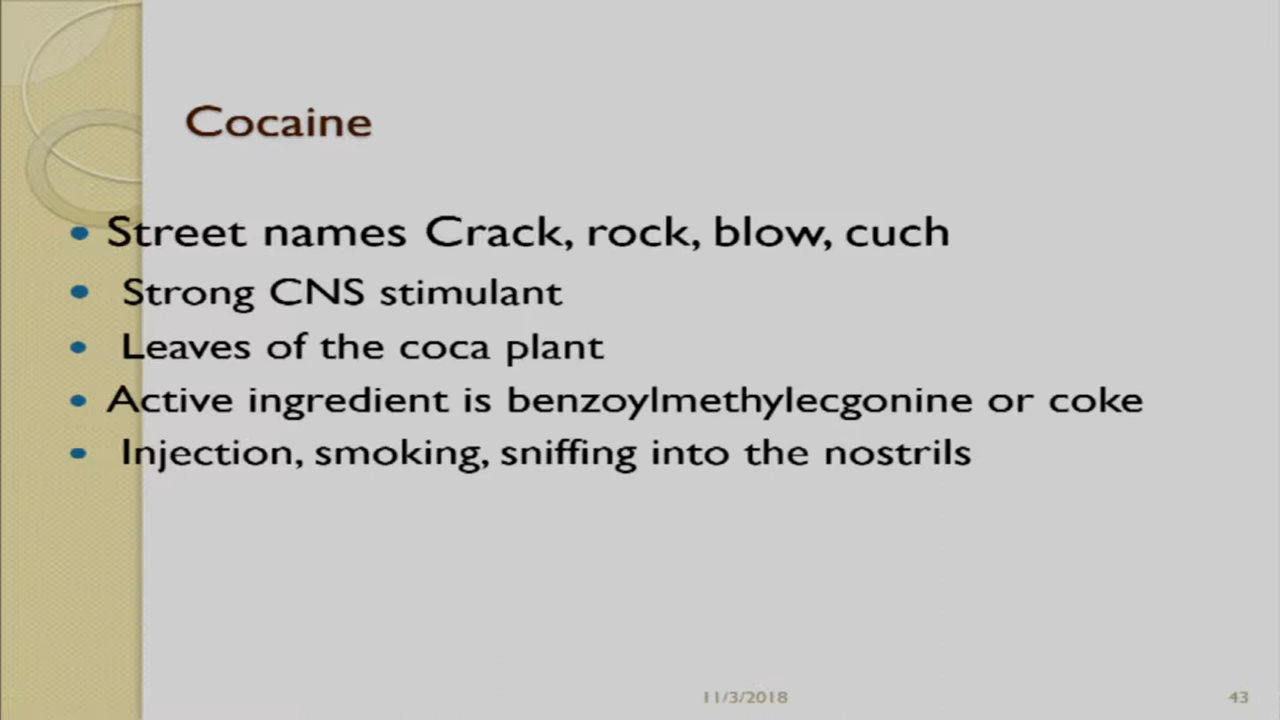 Cocaine
Street names Crack, rock, blow, cuch
Strong CNS stimulant
Leaves of the coca plant
Active ingredient is benzoylmethylecgonine or coke
Injection, smoking, sniffing into the nostrils
11/3/2018
43